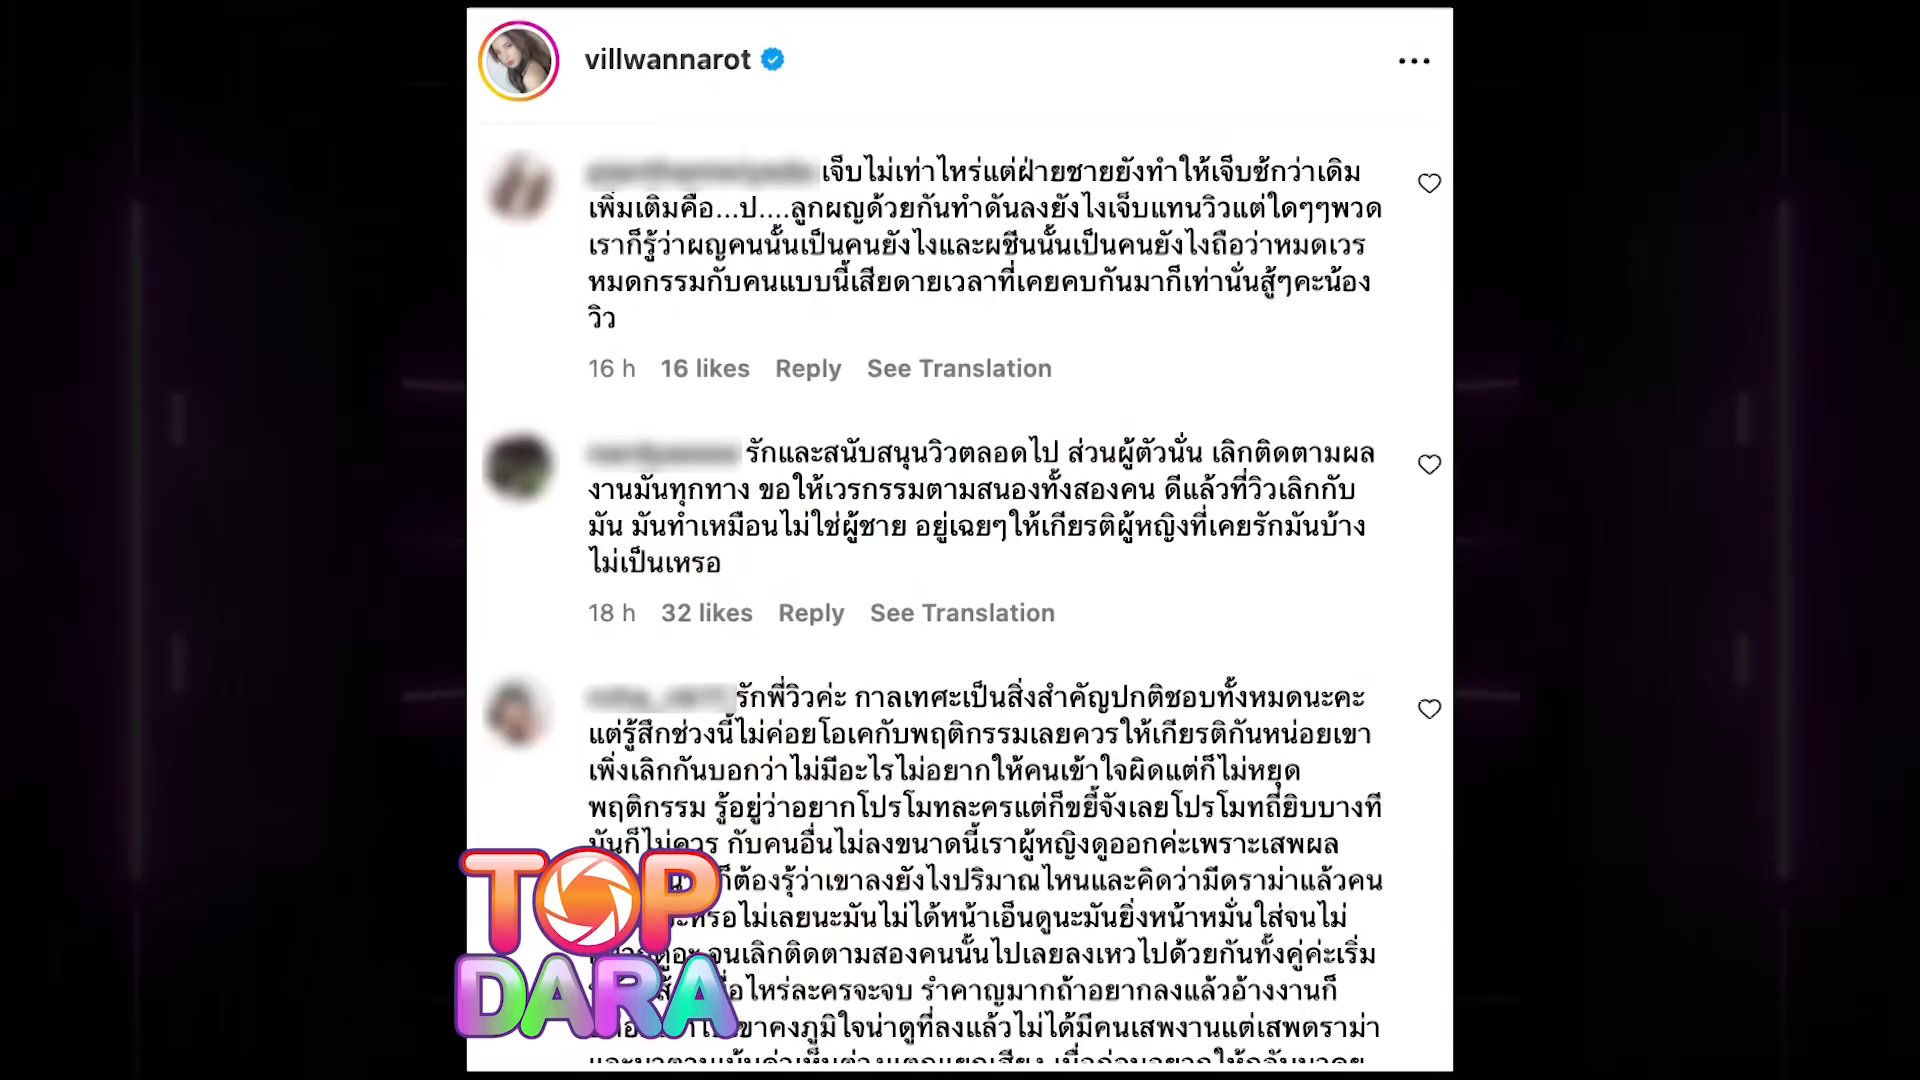 villwannarot
เจ็บไม่เท่าไหร่แต่ฝ่ายชายยังทำให้เจ็บซ้ำกว่าเดิม
เพิ่มเติมคือ...ป....ลูกผญด้วยกันทำดันลงยังไงเจ็บแทนวิวแต่ใดๆๆพวด
เราก็รู้ว่าผญคนนั้นเป็นคนยังไงและผชีนนั้นเป็นคนยังไงถือว่าหมดเวร
หมดกรรมกับคนแบบนี้เสียดายเวลาที่เคยคบกันมาก็เท่านั่นสู้ๆคะน้อง
วิว
16 h 16 likes Reply See Translation
รักและสนับสนุนวิวตลอดไป ส่วนผู้ตัวนั่น เลิกติดตามผล
งานมันทุกทาง ขอให้เวรกรรมตามสนองทั้งสองคน ดีแล้วที่วิวเลิกกับ
มัน มันทำเหมือนไม่ใช่ผู้ชาย อยู่เฉยๆให้เกียรติผู้หญิงที่เคยรักมันบ้าง
ไม่เป็นเหรอ
18 h 32 likes Reply See Translation
รักพี่วิวค่ะ กาลเทศะเป็นสิ่งสำคัญปกติชอบทั้งหมดนะคะ
แต่รู้สึกช่วงนี้ไม่ค่อยโอเคกับพฤติกรรมเลยควรให้เกียรติกันหน่อยเขา
เพิ่งเลิกกันบอกว่าไม่มีอะไรไม่อยากให้คนเข้าใจผิดแต่ก็ไม่หยุด
พฤติกรรม รู้อยู่ว่าอยากโปรโมทละครแต่ก็ขยี้จังเลยโปรโมทถี่ยิบบางที
มันก็ไม่ควร กับคนอื่นไม่ลงขนาดนี้เราผู้หญิงดูออกค่ะเพราะเสพผล
ก็ต้องรุ้ว่าเขาลงยังไงปริมาณไหนและคิดว่ามีดราม่าแล้วคน
หรอไม่เลยนะมันไม่ได้หน้าเอ็นดูนะมันยิ่งหน้าหมั่นใส่จนไม่
จนเลิกติดตามสองคนนั้นไปเลยลงเหวไปด้วยกันทั้งคู่ค่ะเริ่ม
ไหร่ละครจะจบ รำคาญมากถ้าอยากลงแล้วอ้างงานก็
เขาคงภูมิใจน่าดูที่ลงแล้วไม่ได้มีคนเสพงานแต่เสพดราม่า
TOP
DARA